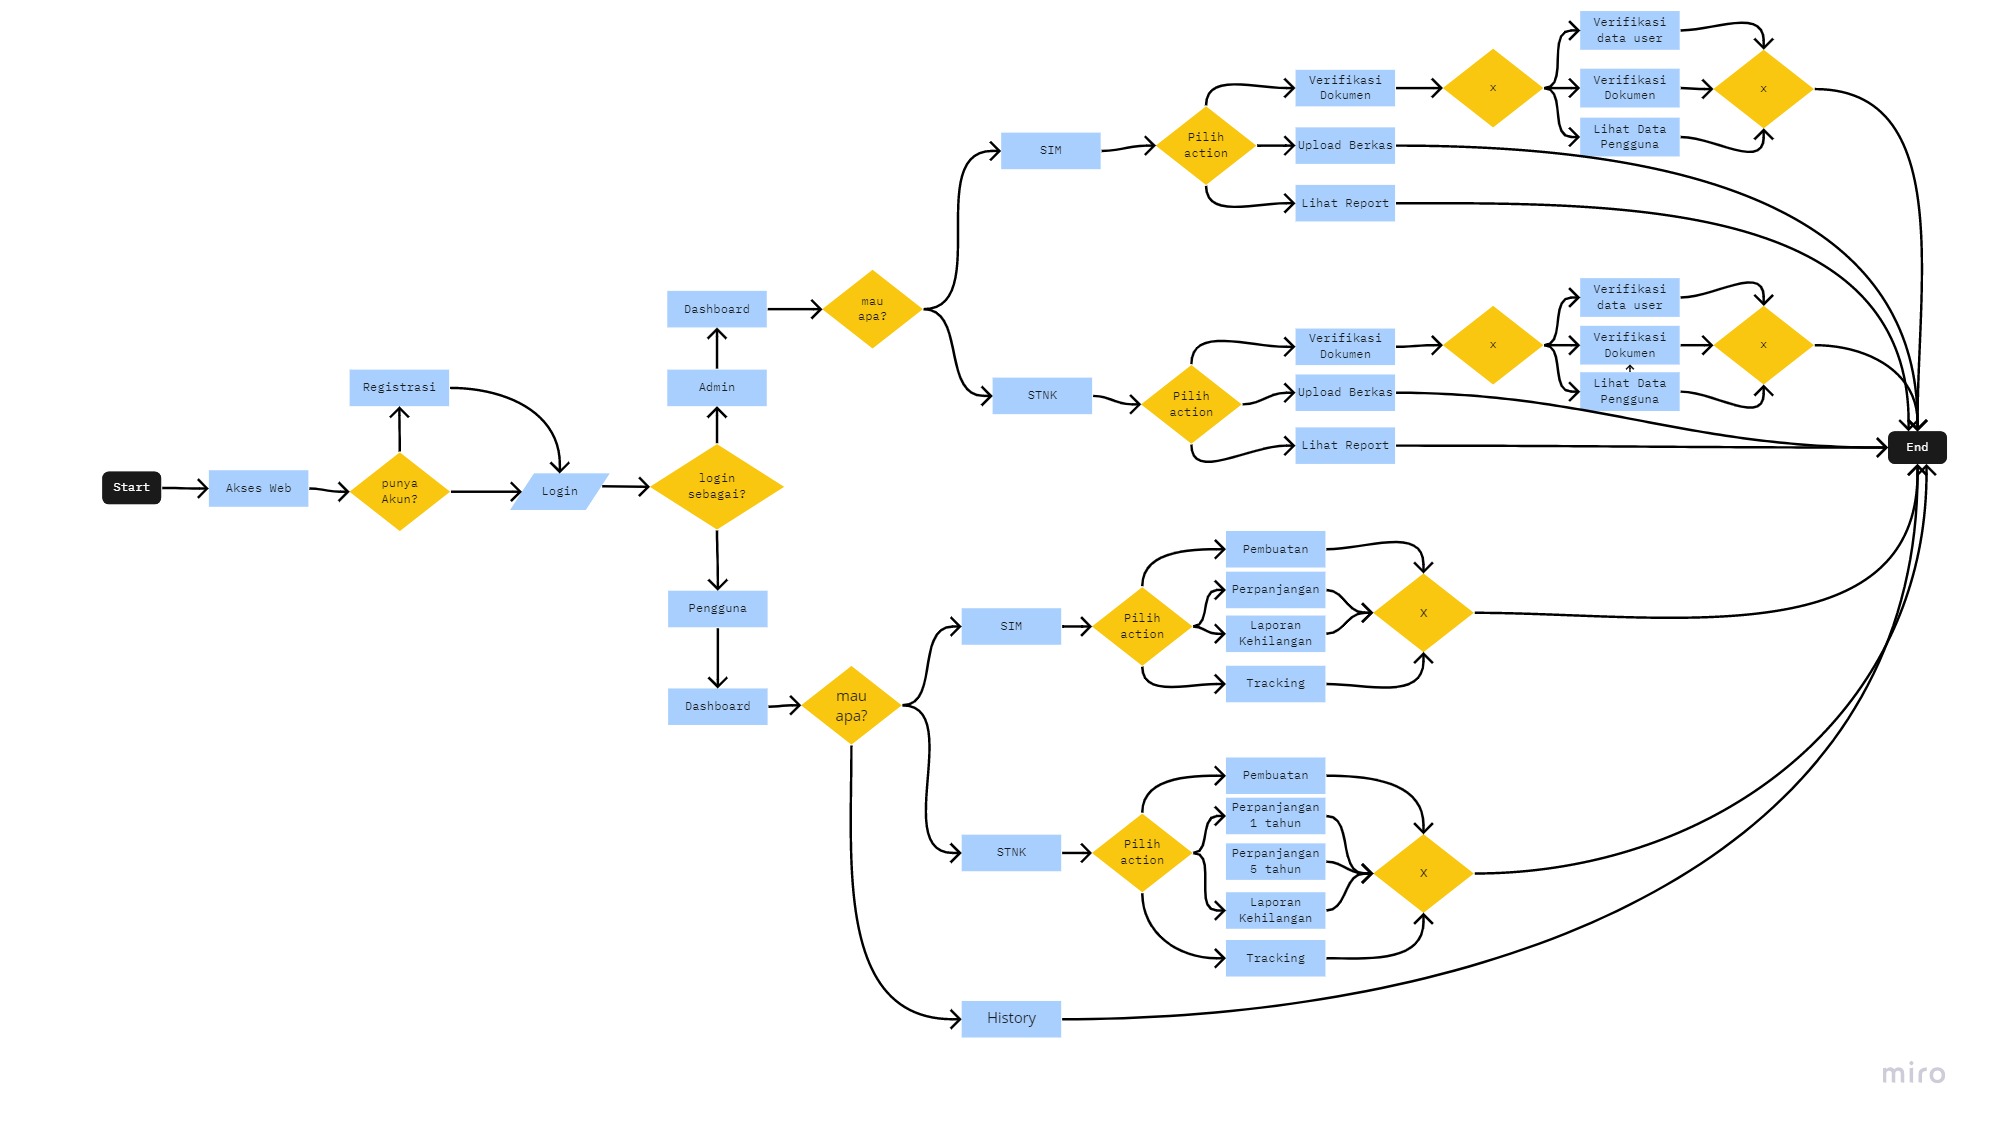 Start
Akses Web
punya
Akun?
Registrasi
Login
login
sebagai?
Admin
Dashboard
mau
apa?
SIM
Pilih
action
Verifikasi
Dokumen
x
Verifikasi
data user
Verifikasi
Dokumen
Lihat Data
Pengguna
x
Upload Berkas
Lihat Report
STNK
Pilih
action
Verifikasi
Dokumen
x
Verifikasi
data user
Verifikasi
Dokumen
Lihat Data
Pengguna
x
Upload Berkas
Lihat Report
End
Pengguna
Dashboard
mau
apa?
SIM
Pilih
action
Pembuatan
Perpanjangan
Laporan
Kehilangan
Tracking
X
STNK
Pilih
action
Pembuatan
Perpanjangan
1 tahun
Perpanjangan
5 tahun
Laporan
Kehilangan
Tracking
X
History
miro